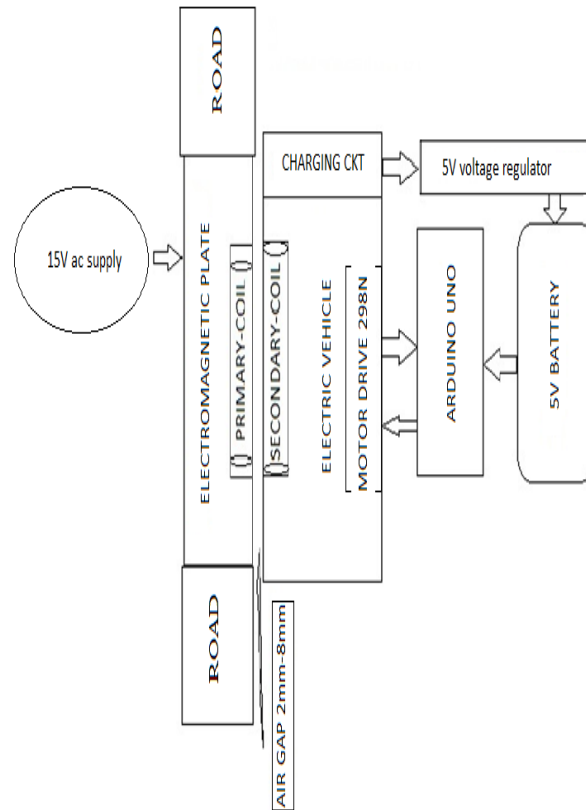 ROAD
CHARGING CKT
5V voltage regulator
15V ac supply
ELECTROMAGNETIC PLATE
PRIMARY-COIL
SECONDARY-COIL
ELECTRIC VEHICLE
MOTOR DRIVE 298N
ARDUINO UNO
5V BATTERY
ROAD
AIR GAP 2mm-8mm